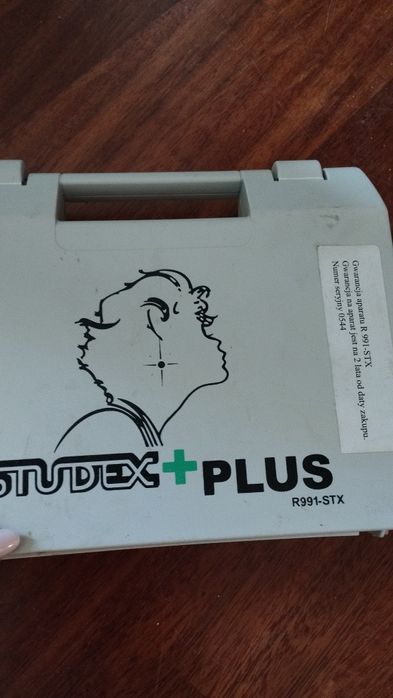 Gwarancja aparatu R 991-STX
Gwarancja na aparat jest na 2 lata od daty zakupu.
Numer seryjny 0544
STUDEX+PLUS
R991-STX